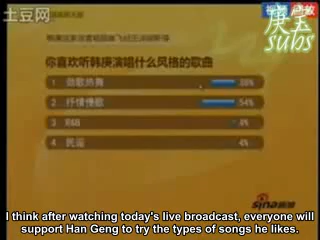 土豆网
庚宝
subs
你喜欢听韩庚演唱什么风格的歌曲
1 劲歌热舞 38%
2 抒情慢歌 54%
3 R&B 4%
4 民谣 4%
sina新浪
I think after watching today's live broadcast, everyone will
support Han Geng to try the types of songs he likes.